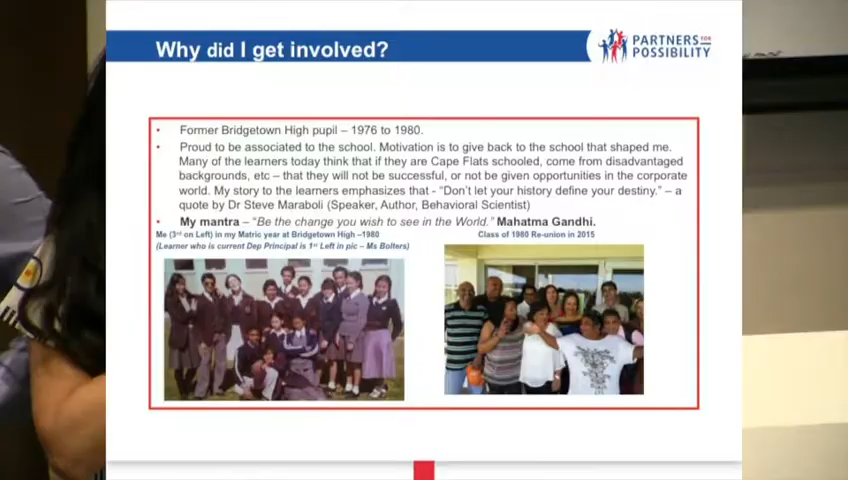 Why did I get involved?
PARTNERS FOR
POSSIBILITY
• Former Bridgetown High pupil – 1976 to 1980.
• Proud to be associated to the school. Motivation is to give back to the school that shaped me.
Many of the learners today think that if they are Cape Flats schooled, come from disadvantaged
backgrounds, etc – that they will not be successful, or not be given opportunities in the corporate
world. My story to the learners emphasizes that - “Don’t let your history define your destiny.” – a
quote by Dr Steve Maraboli (Speaker, Author, Behavioral Scientist)
• My mantra – “Be the change you wish to see in the World.” Mahatma Gandhi.
Me (3rd on Left) in my Matric year at Bridgetown High –1980
(Learner who is current Dep Principal is 1st Left in pic – Ms Bolters)
Class of 1980 Re-union in 2015